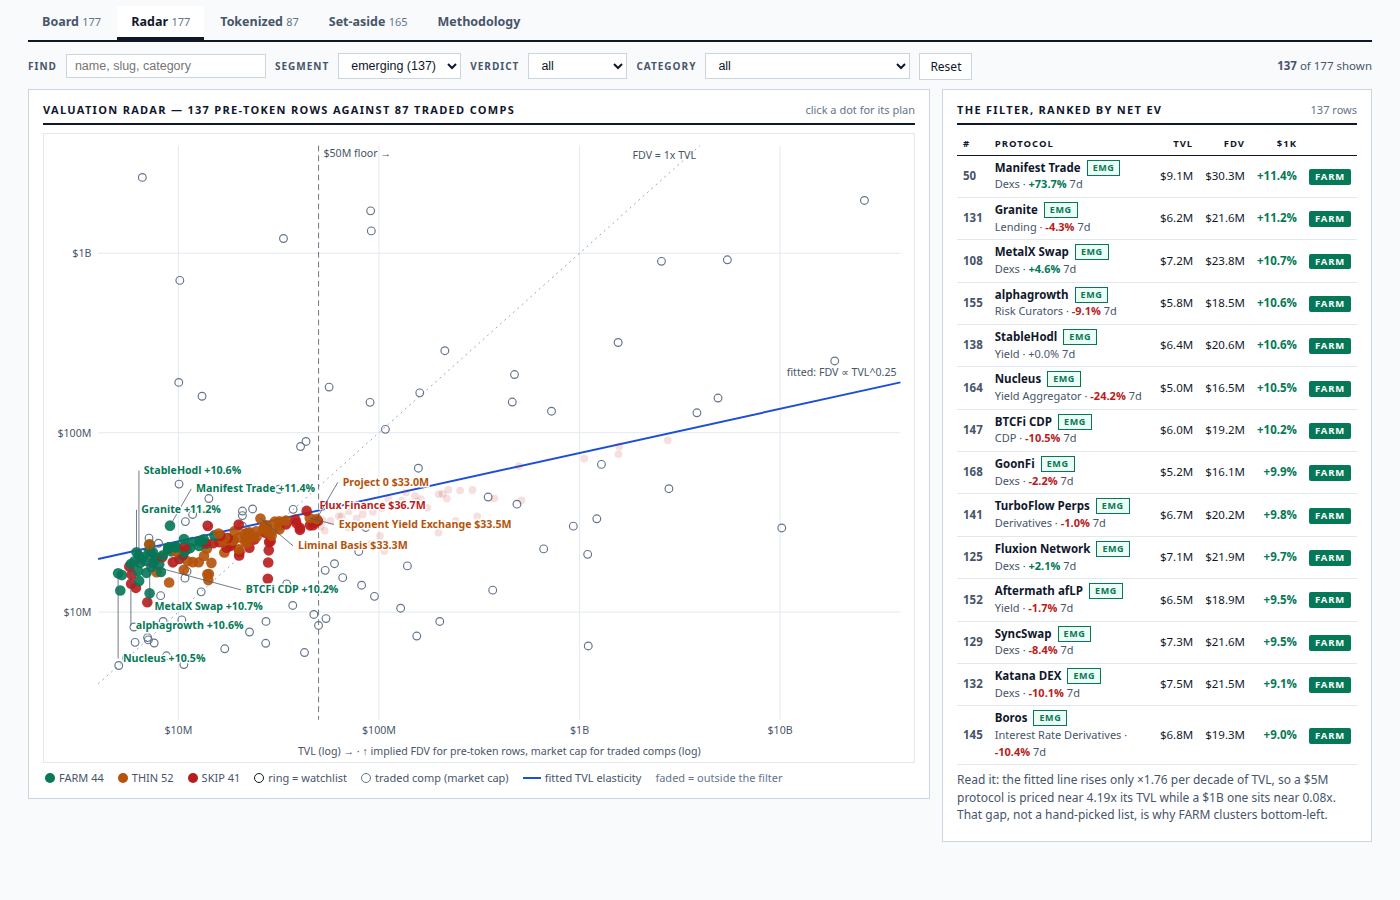 Board 177 Radar 177 Tokenized 87 Set-aside 165 Methodology
FIND name, slug, category SEGMENT emerging (137) VERDICT all CATEGORY all Reset 137 of 177 shown
VALUATION RADAR — 137 PRE-TOKEN ROWS AGAINST 87 TRADED COMPS click a dot for its plan
$50M floor →
FDV = 1x TVL
$1B
fitted: FDV ∝ TVL^0.25
$100M
StableHodl +10.6%
Project 0 $33.0M
Manifest Trade +11.4%
Flux Finance $36.7M
Granite +11.2%
Exponent Yield Exchange $33.5M
Liminal Basis $33.3M
BTCFi CDP +10.2%
MetalX Swap +10.7%
$10M
alphagrowth +10.6%
Nucleus +10.5%
$10M $100M $1B $10B
TVL (log) → · ↑ implied FDV for pre-token rows, market cap for traded comps (log)
FARM 44 THIN 52 SKIP 41 ring = watchlist traded comp (market cap) fitted TVL elasticity faded = outside the filter
THE FILTER, RANKED BY NET EV 137 rows
# PROTOCOL TVL FDV $1K
50 Manifest Trade EMG $9.1M $30.3M +11.4% FARM
Dexs · +73.7% 7d
131 Granite EMG $6.2M $21.6M +11.2% FARM
Lending · -4.3% 7d
108 MetalX Swap EMG $7.2M $23.8M +10.7% FARM
Dexs · +4.6% 7d
155 alphagrowth EMG $5.8M $18.5M +10.6% FARM
Risk Curators · -9.1% 7d
138 StableHodl EMG $6.4M $20.6M +10.6% FARM
Yield · +0.0% 7d
164 Nucleus EMG $5.0M $16.5M +10.5% FARM
Yield Aggregator · -24.2% 7d
147 BTCFi CDP EMG $6.0M $19.2M +10.2% FARM
CDP · -10.5% 7d
168 GoonFi EMG $5.2M $16.1M +9.9% FARM
Dexs · -2.2% 7d
141 TurboFlow Perps EMG $6.7M $20.2M +9.8% FARM
Derivatives · -1.0% 7d
125 Fluxion Network EMG $7.1M $21.9M +9.7% FARM
Dexs · +2.1% 7d
152 Aftermath afLP EMG $6.5M $18.9M +9.5% FARM
Yield · -1.7% 7d
129 SyncSwap EMG $7.3M $21.6M +9.5% FARM
Dexs · -8.4% 7d
132 Katana DEX EMG $7.5M $21.5M +9.1% FARM
Dexs · -10.1% 7d
145 Boros EMG $6.8M $19.3M +9.0% FARM
Interest Rate Derivatives ·
-10.4% 7d
Read it: the fitted line rises only ×1.76 per decade of TVL, so a $5M
protocol is priced near 4.19x its TVL while a $1B one sits near 0.08x.
That gap, not a hand-picked list, is why FARM clusters bottom-left.